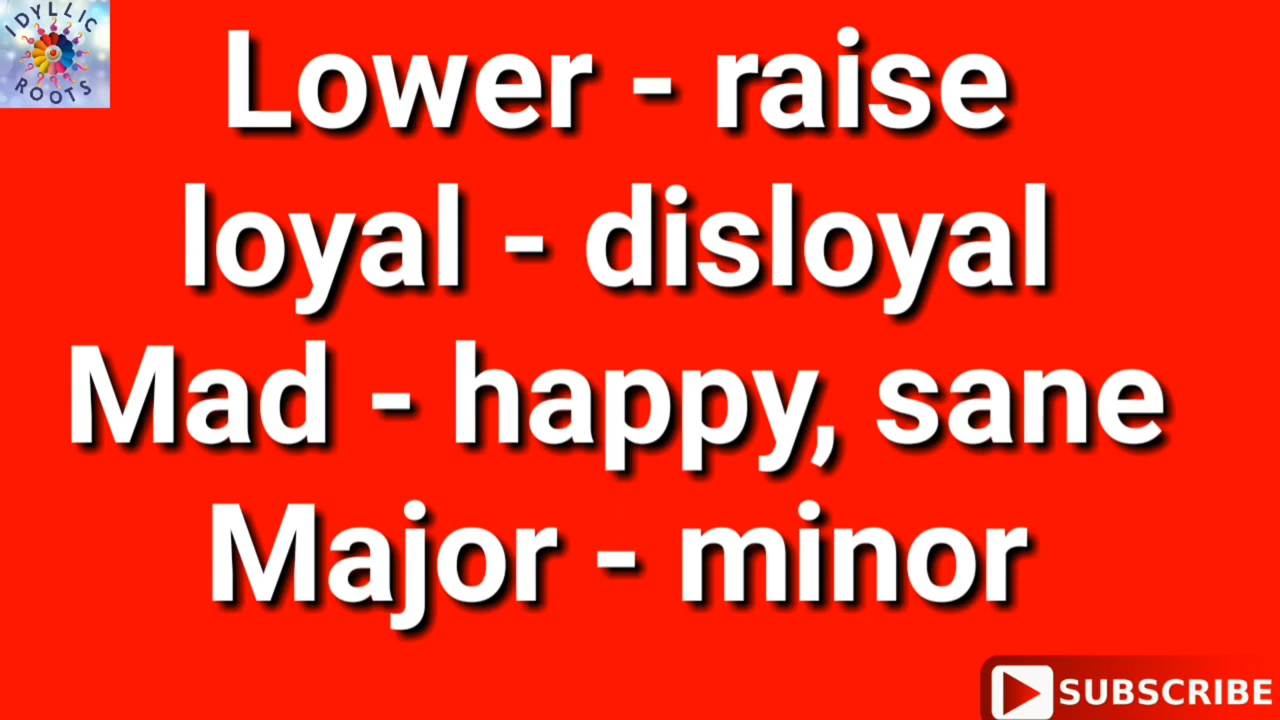 IDYLLIC
ROOTS
Lower - raise
loyal - disloyal
Mad - happy, sane
Major - minor
SUBSCRIBE